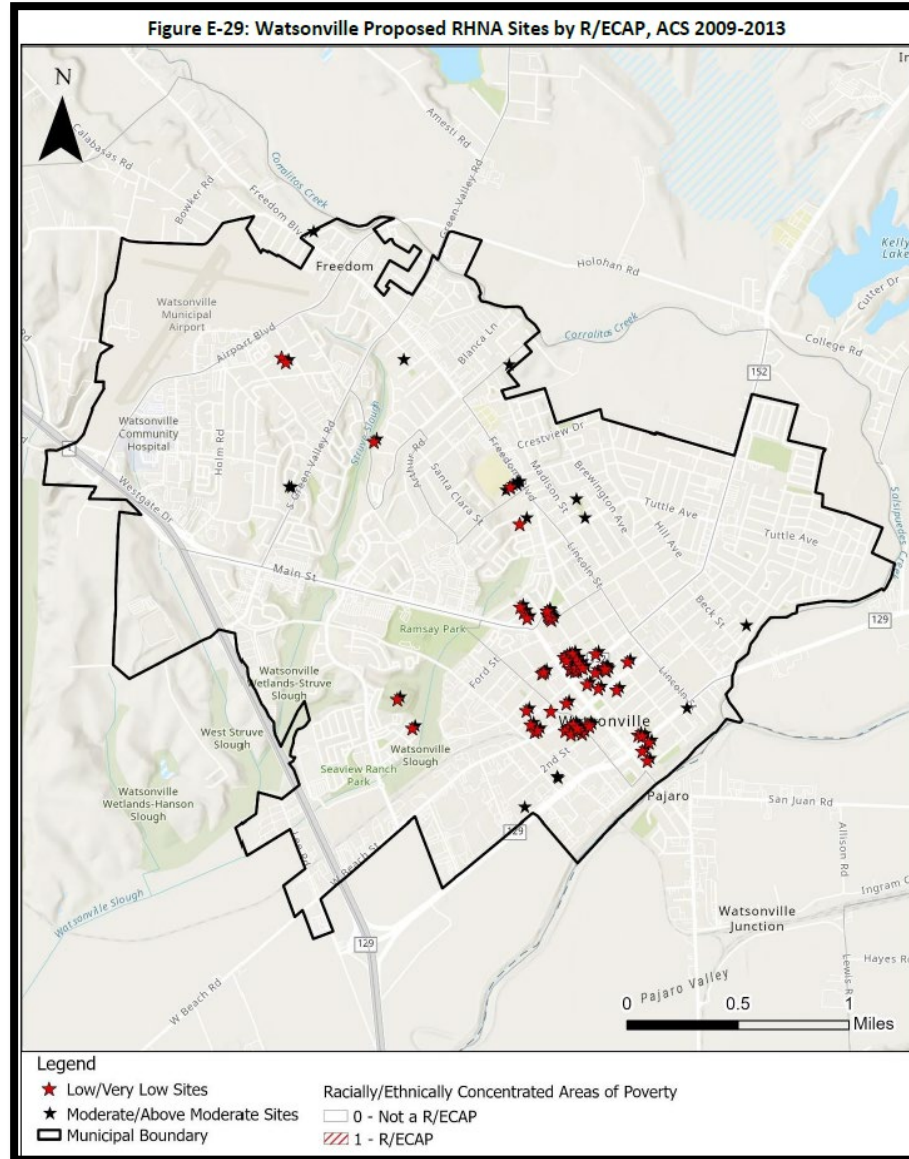 Figure E-29: Watsonville Proposed RHNA Sites by R/ECAP, ACS 2009-2013
N
In
Calabasas Rd
Bowker Rd
Freedom Blvd
Corralitos Creek
Amesti Rd
Green Valley Rd
Freedom
Holohan Rd
Kelly
Lake
Cutter Dr
Watsonville
Municipal
Airport
Airport Blvd
Blanca Ln
Corralitos Creek
College Rd
152
Watsonville
Community
Hospital
Holm Rd
S Green Valley Rd
Struve Slough
Arthur Rd
Santa Clara St
Freedom Blvd
Crestview Dr
Madison St
Brewington Ave
Tuttle Ave
Hill Ave
Tuttle Ave
Salsipuedes Creek
Westgate Dr
Main St
Lincoln St
Beck St
129
Ramsay Park
Ford St
Lincoln St
Watsonville
Wetlands-Struve
Slough
West Struve
Slough
Watsonville
Slough
Watsonville
2nd St
Seaview Ranch
Park
Watsonville
Wetlands-Hanson
Slough
Pajaro
San Juan Rd
Lee Rd
W Beach St
129
Allison Rd
Watsonville Slough
Ingram C
Watsonville
Junction
129
Hayes Rd
Lewis R
W Beach Rd
Pajaro Valley
0 0.5 1
Miles
Legend
Low/Very Low Sites
Moderate/Above Moderate Sites
Municipal Boundary
Racially/Ethnically Concentrated Areas of Poverty
0 - Not a R/ECAP
1 - R/ECAP